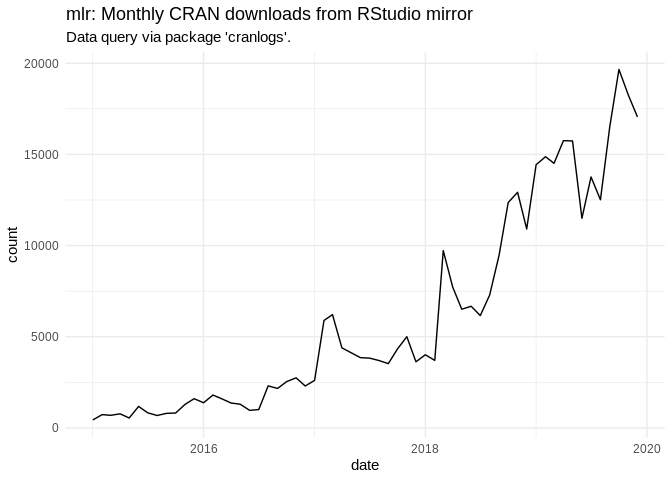 mlr: Monthly CRAN downloads from RStudio mirror
Data query via package 'cranlogs'.
20000
15000
10000
5000
0
count
2016
2018
2020
date